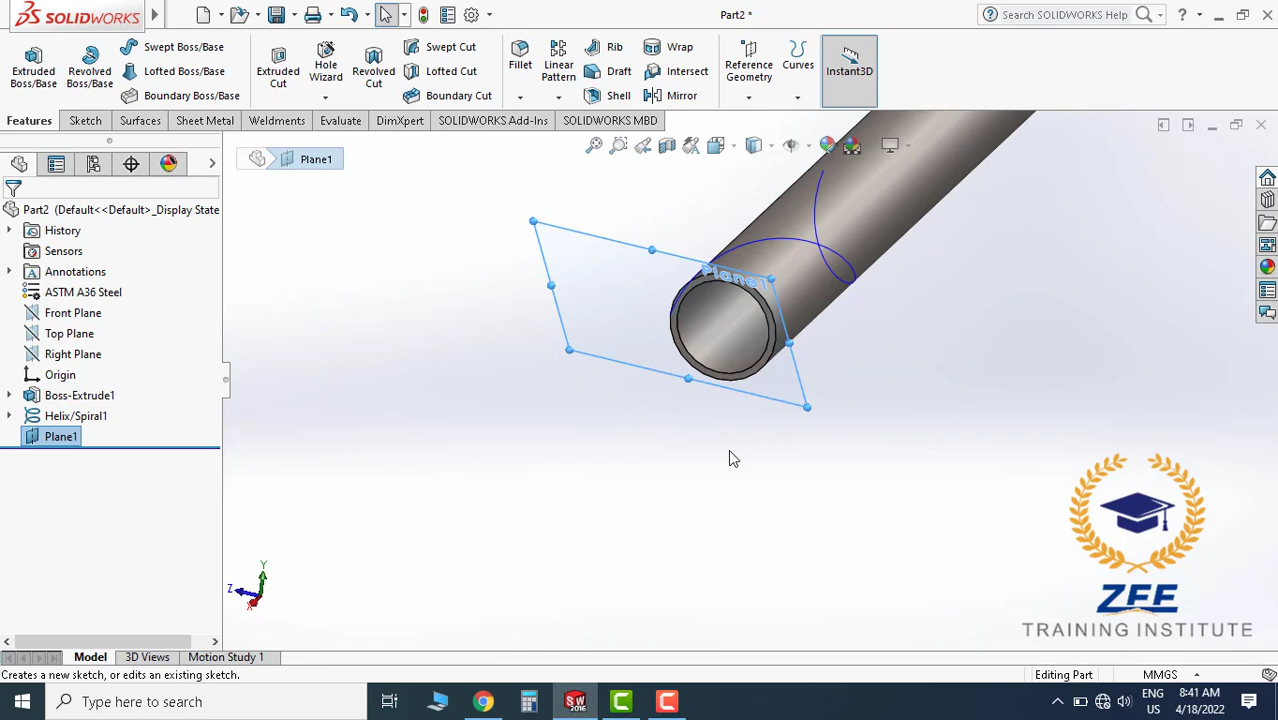 SOLIDWORKS
Part2 *
Search SOLIDWORKS Help
Extruded Boss/Base
Revolved Boss/Base
Swept Boss/Base
Lofted Boss/Base
Boundary Boss/Base
Extruded Cut
Hole Wizard
Revolved Cut
Swept Cut
Lofted Cut
Boundary Cut
Fillet
Linear Pattern
Rib
Draft
Shell
Wrap
Intersect
Mirror
Reference Geometry
Curves
Instant3D
Features
Sketch
Surfaces
Sheet Metal
Weldments
Evaluate
DimXpert
SOLIDWORKS Add-Ins
SOLIDWORKS MBD
Plane1
Part2 (Default<<Default>_Display State
History
Sensors
Annotations
ASTM A36 Steel
Front Plane
Top Plane
Right Plane
Origin
Boss-Extrude1
Helix/Spiral1
Plane1
Plane1
Y
Z
X
ZFE
TRAINING INSTITUTE
Model
3D Views
Motion Study 1
Creates a new sketch, or edits an existing sketch.
Editing Part
MMGS
Type here to search
SW
2016
C
C
ENG
US
8:41 AM
4/18/2022